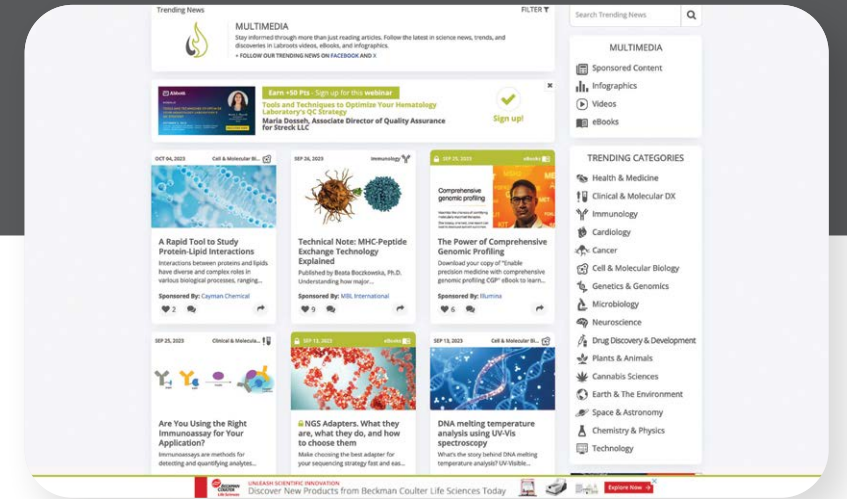 Trending News
FILTER
MULTIMEDIA
Stay informed through more than just reading articles. Follow the latest in science news, trends, and
discoveries in Labroots videos, eBooks, and infographics.
+ FOLLOW OUR TRENDING NEWS ON FACEBOOK AND X
Earn +50 Pts - Sign up for this webinar
Tools and Techniques to Optimize Your Hematology
Laboratory's QC Strategy
Maria Dosseh, Associate Director of Quality Assurance
for Streck LLC
Sign up!
OCT 04, 2023 Cell & Molecular Bi...
A Rapid Tool to Study
Protein-Lipid Interactions
Interactions between proteins and lipids
have diverse and complex roles in
various biological processes, ranging...
Sponsored By: Cayman Chemical
2
SEP 26, 2023 Immunology
Technical Note: MHC-Peptide
Exchange Technology
Explained
Published by Beata Boczkowska, Ph.D.
Understanding how major...
Sponsored By: MBL International
9
SEP 25, 2023 eBooks
Comprehensive
genomic profiling
The Power of Comprehensive
Genomic Profiling
Download your copy of "Enable
precision medicine with comprehensive
genomic profiling CGP" eBook to learn...
Sponsored By: Illumina
6
SEP 25, 2023 Clinical & Molecula...
Are You Using the Right
Immunoassay for Your
Application?
Immunoassays are methods for
detecting and quantifying analytes...
SEP 13, 2023 eBooks
NGS Adapters. What they
are, what they do, and how
to choose them
Make choosing the best adapter for
your sequencing strategy fast and eas...
SEP 13, 2023 Cell & Molecular Bi...
DNA melting temperature
analysis using UV-Vis
spectroscopy
What's the story behind DNA melting
temperature analysis? UV-Visible...
Search Trending News
MULTIMEDIA
Sponsored Content
Infographics
Videos
eBooks
TRENDING CATEGORIES
Health & Medicine
Clinical & Molecular DX
Immunology
Cardiology
Cancer
Cell & Molecular Biology
Genetics & Genomics
Microbiology
Neuroscience
Drug Discovery & Development
Plants & Animals
Cannabis Sciences
Earth & The Environment
Space & Astronomy
Chemistry & Physics
Technology
BECKMAN
COULTER
Life Sciences
UNLEASH SCIENTIFIC INNOVATION
Discover New Products from Beckman Coulter Life Sciences Today
Explore Now